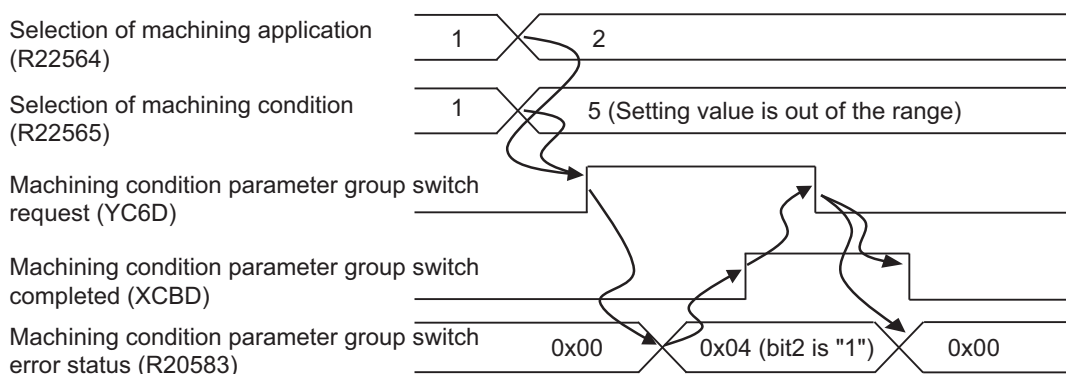 Selection of machining application
(R22564)
1
2
Selection of machining condition
(R22565)
1
5 (Setting value is out of the range)
Machining condition parameter group switch
request (YC6D)
Machining condition parameter group switch
completed (XCBD)
Machining condition parameter group switch
error status (R20583)
0x00
0x04 (bit2 is "1")
0x00